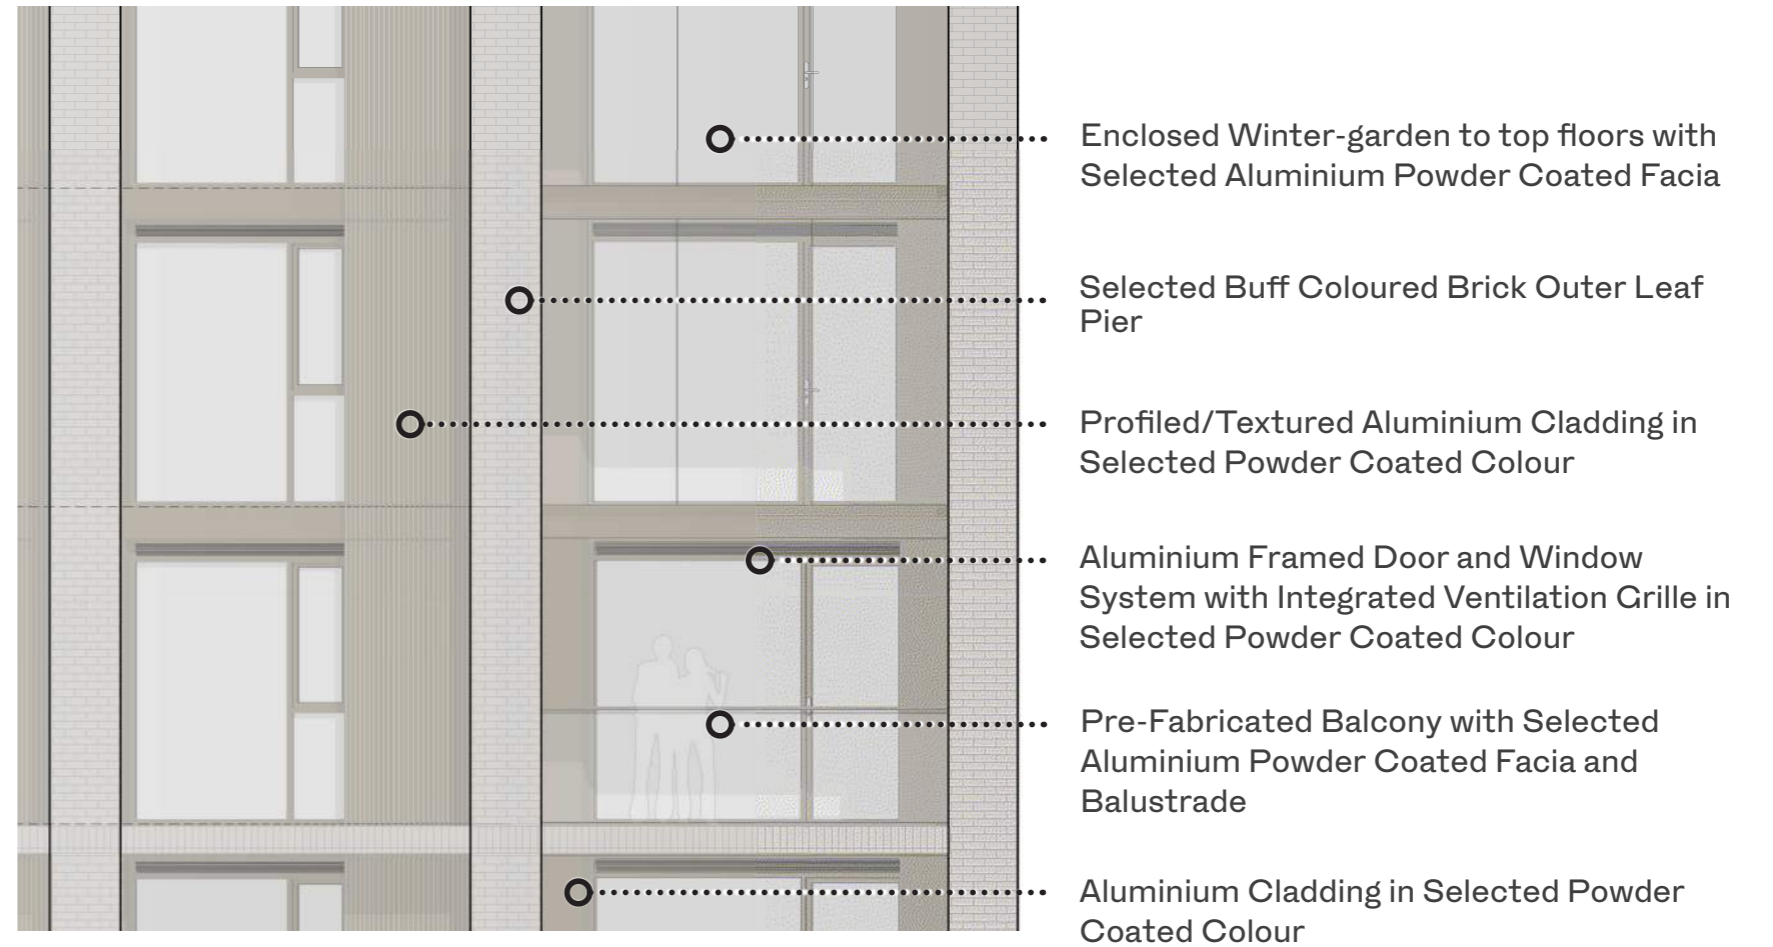 Enclosed Winter-garden to top floors with
Selected Aluminium Powder Coated Facia
Selected Buff Coloured Brick Outer Leaf
Pier
Profiled/Textured Aluminium Cladding in
Selected Powder Coated Colour
Aluminium Framed Door and Window
System with Integrated Ventilation Grille in
Selected Powder Coated Colour
Pre-Fabricated Balcony with Selected
Aluminium Powder Coated Facia and
Balustrade
Aluminium Cladding in Selected Powder
Coated Colour